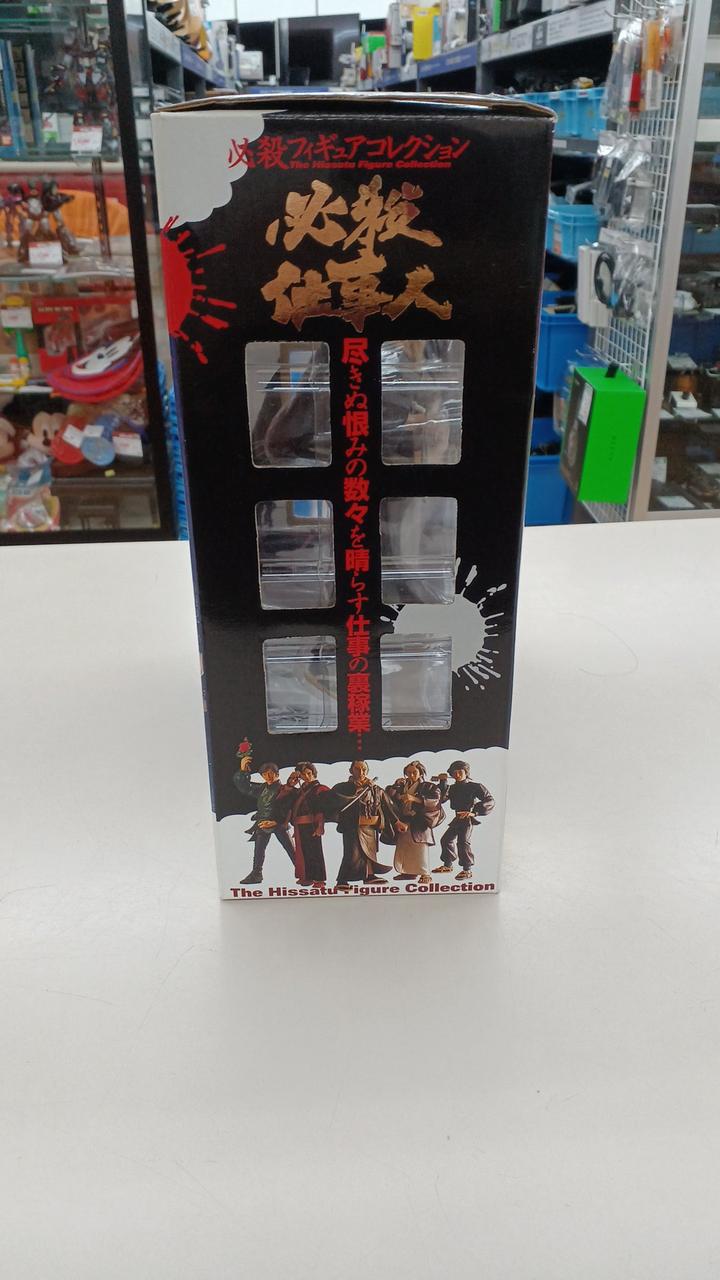 必殺フィギュアコレクション
The Hissatu Figure Collection
必殺
仕事人
尽きぬ恨みの数々を晴らす仕事の裏稼業…
The Hissatu Figure Collection